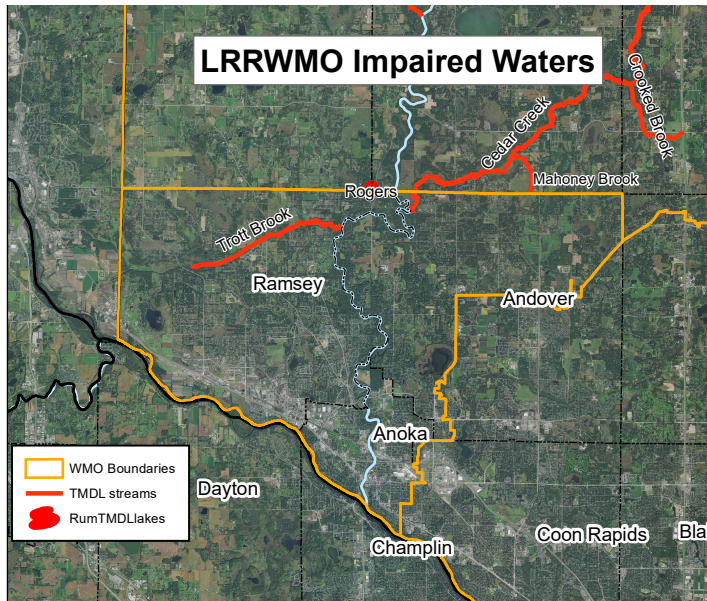 LRRWMO Impaired Waters
Crooked Brook
Cedar Creek
Mahoney Brook
Rogers
Trott Brook
Ramsey
Andover
Anoka
WMO Boundaries
TMDL streams
RumTMDLlakes
Dayton
Champlin
Coon Rapids
Bla